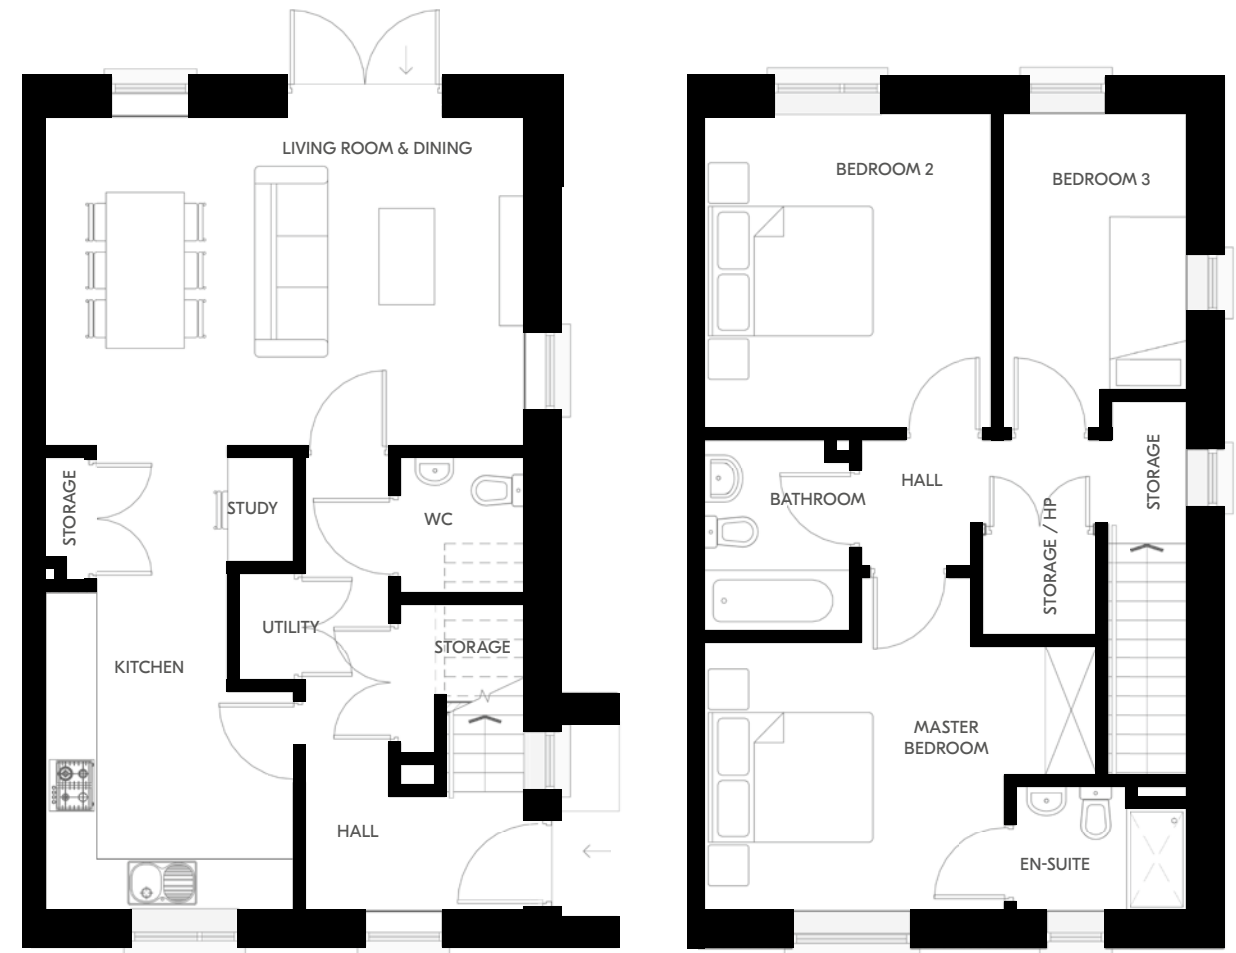 LIVING ROOM & DINING
STORAGE
STUDY
WC
UTILITY
STORAGE
KITCHEN
HALL
BEDROOM 2
BEDROOM 3
HALL
STORAGE
BATHROOM
STORAGE / HP
MASTER
BEDROOM
EN-SUITE